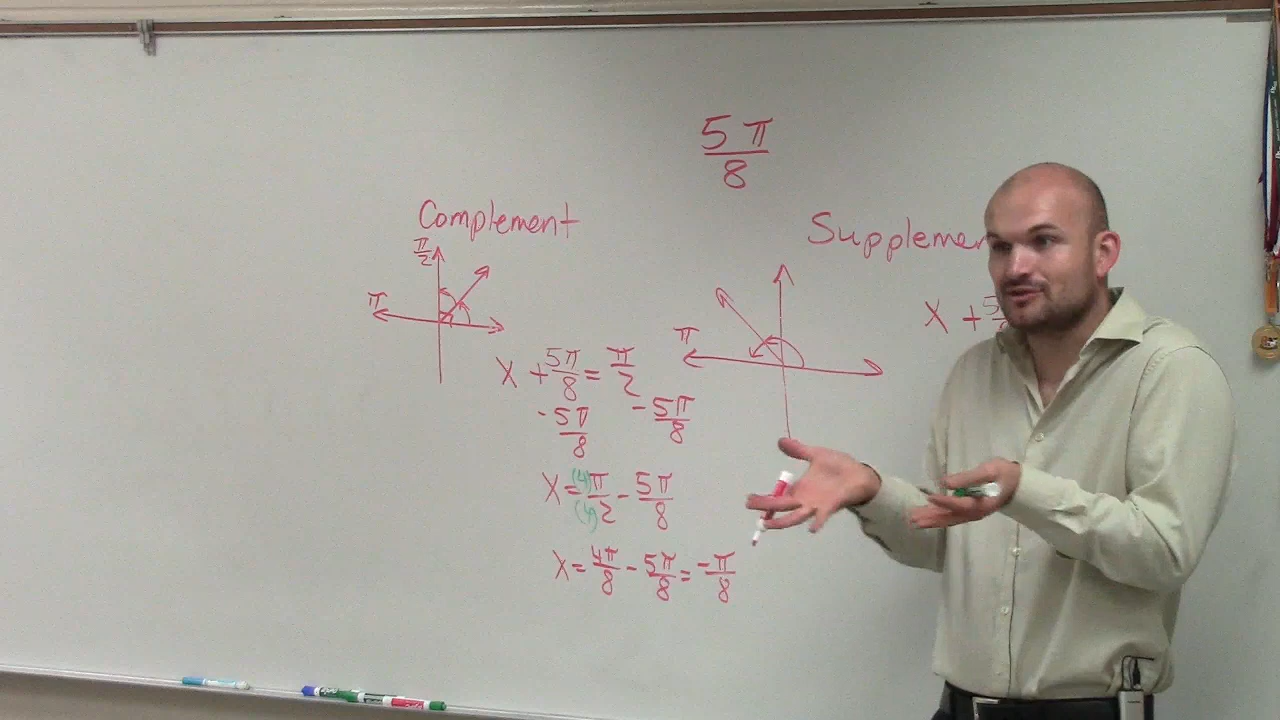 5π/8
Complement
Supplemen
π/2
π
π
x + 5π/8 = π/2
- 5π/8 - 5π/8
x = (4)π/(4)2 - 5π/8
x = 4π/8 - 5π/8 = -π/8
x + 5